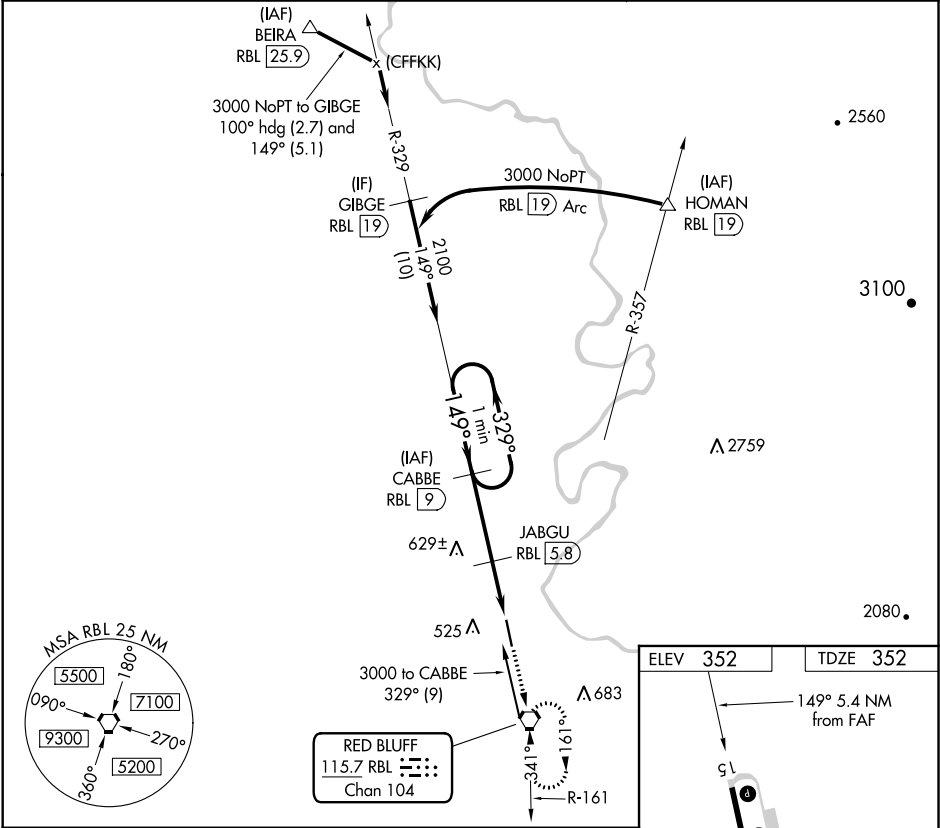 (IAF)
BEIRA
RBL 25.9
(CFFKK)
3000 NoPT to GIBGE
100° hdg (2.7) and
149° (5.1)
R-329
2560
(IF)
GIBGE
RBL 19
3000 NoPT
RBL 19 Arc
(IAF)
HOMAN
RBL 19
2100
149°
(10)
R-357
3100
149°
1 min
329°
(IAF)
CABBE
RBL 9
2759
629±
JABGU
RBL 5.8
525
2080
3000 to CABBE
329° (9)
683
MSA RBL 25 NM
5500
180°
090°
7100
9300
270°
360°
5200
RED BLUFF
115.7 RBL
Chan 104
341°
161°
R-161
ELEV 352
TDZE 352
149° 5.4 NM
from FAF
15
P